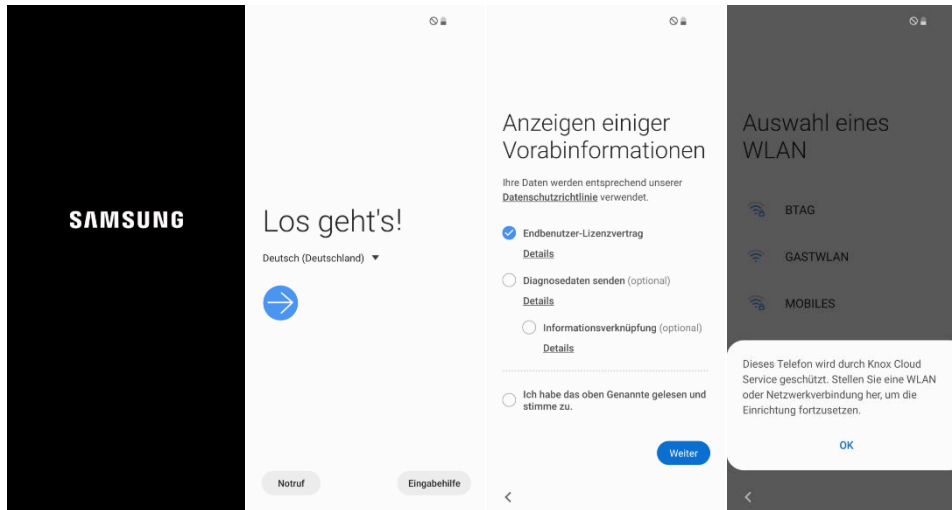 SAMSUNG
Los geht's!
Deutsch (Deutschland)
Notruf
Eingabehilfe
Anzeigen einiger
Vorabinformationen
Ihre Daten werden entsprechend unserer
Datenschutzrichtlinie verwendet.
Endbenutzer-Lizenzvertrag
Details
Diagnosedaten senden (optional)
Details
Informationsverknüpfung (optional)
Details
Ich habe das oben Genannte gelesen und
stimme zu.
Weiter
Auswahl eines
WLAN
BTAG
GASTWLAN
MOBILES
Dieses Telefon wird durch Knox Cloud
Service geschützt. Stellen Sie eine WLAN
oder Netzwerkverbindung her, um die
Einrichtung fortzusetzen.
OK